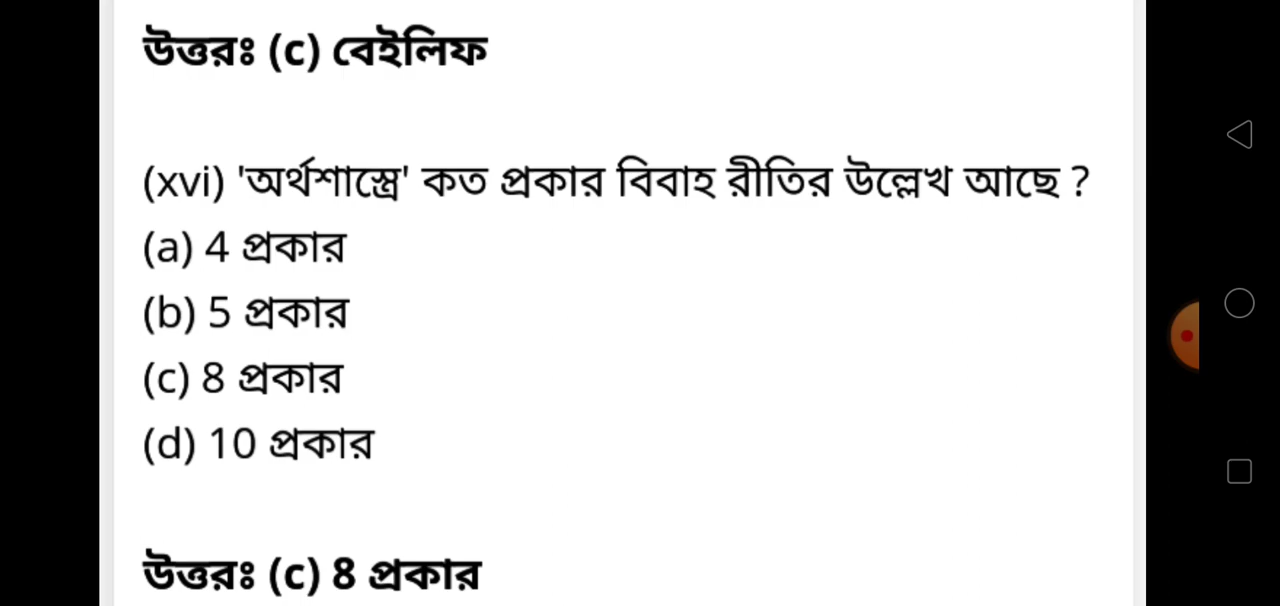 উত্তরঃ (c) বেইলিফ
(xvi) 'অর্থশাস্ত্রে' কত প্রকার বিবাহ রীতির উল্লেখ আছে ?
(a) 4 প্রকার
(b) 5 প্রকার
(c) 8 প্রকার
(d) 10 প্রকার
উত্তরঃ (c) 8 প্রকার